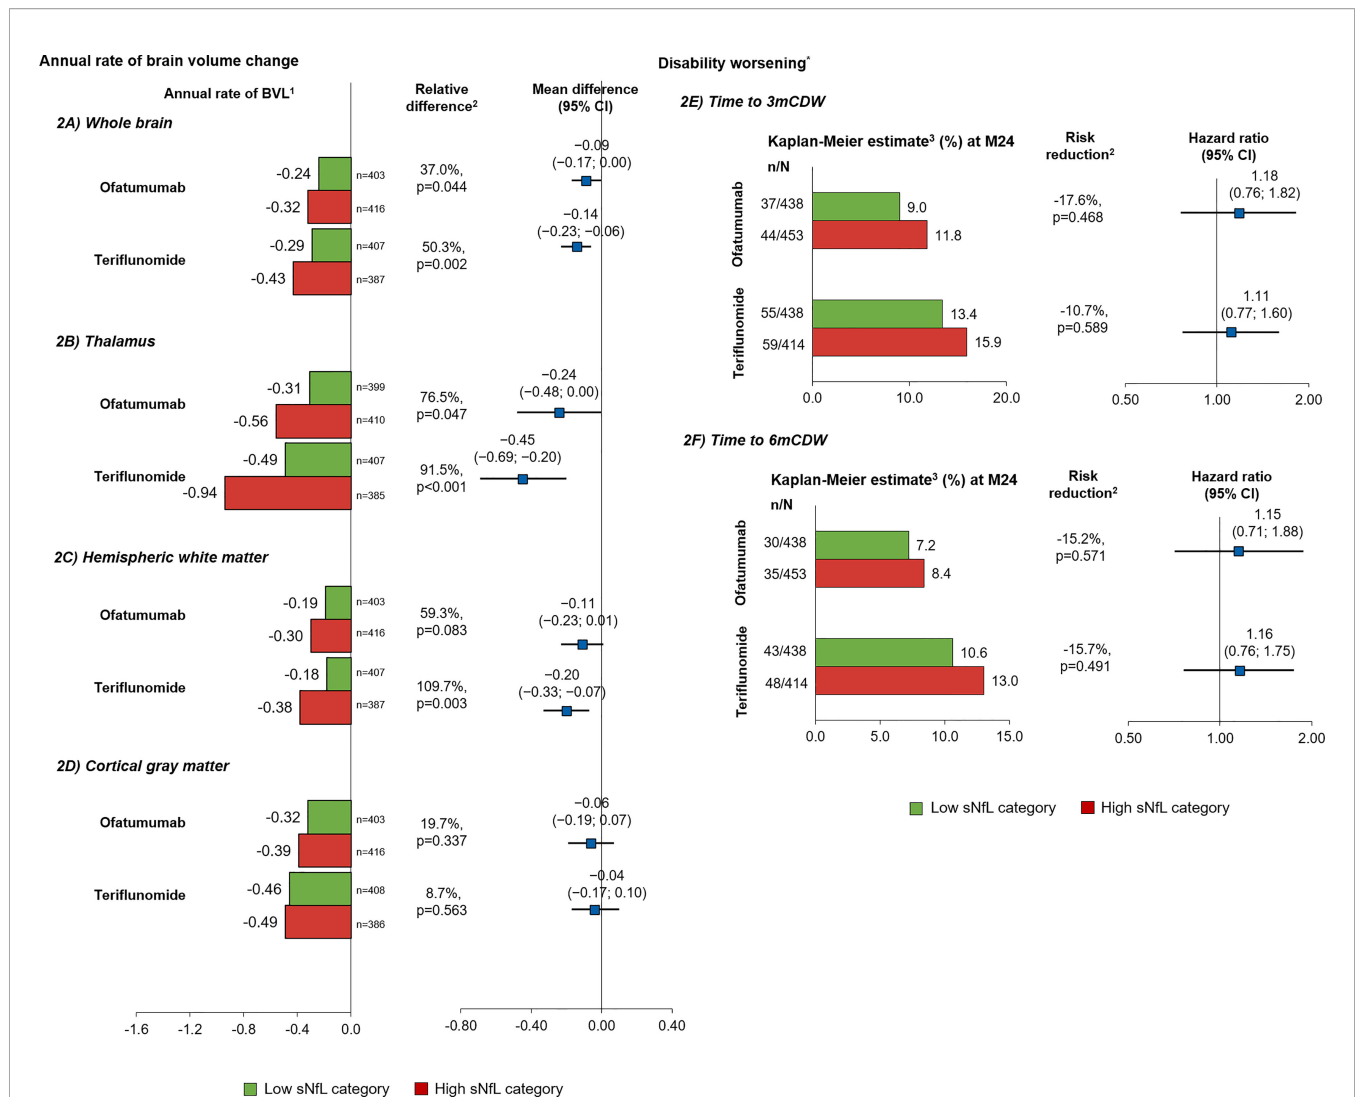 Annual rate of brain volume change
Annual rate of BVL1
Relative
difference2
Mean difference
(95% CI)
2A) Whole brain
Ofatumumab
-0.24
n=403
-0.32
n=416
37.0%,
p=0.044
−0.09
(−0.17; 0.00)
Teriflunomide
-0.29
n=407
-0.43
n=387
50.3%,
p=0.002
−0.14
(−0.23; −0.06)
2B) Thalamus
Ofatumumab
-0.31
n=399
-0.56
n=410
76.5%,
p=0.047
−0.24
(−0.48; 0.00)
Teriflunomide
-0.49
n=407
-0.94
n=385
91.5%,
p<0.001
−0.45
(−0.69; −0.20)
2C) Hemispheric white matter
Ofatumumab
-0.19
n=403
-0.30
n=416
59.3%,
p=0.083
−0.11
(−0.23; 0.01)
Teriflunomide
-0.18
n=407
-0.38
n=387
109.7%,
p=0.003
−0.20
(−0.33; −0.07)
2D) Cortical gray matter
Ofatumumab
-0.32
n=403
-0.39
n=416
19.7%,
p=0.337
−0.06
(−0.19; 0.07)
Teriflunomide
-0.46
n=408
-0.49
n=386
8.7%,
p=0.563
−0.04
(−0.17; 0.10)
-1.6 -1.2 -0.8 -0.4 0.0
-0.80 -0.40 0.00 0.40
Low sNfL category High sNfL category
Disability worsening*
2E) Time to 3mCDW
Kaplan-Meier estimate3 (%) at M24
n/N
Risk
reduction2
Hazard ratio
(95% CI)
Ofatumumab
37/438
9.0
44/453
11.8
-17.6%,
p=0.468
1.18
(0.76; 1.82)
Teriflunomide
55/438
13.4
59/414
15.9
-10.7%,
p=0.589
1.11
(0.77; 1.60)
0.0 10.0 20.0
0.50 1.00 2.00
2F) Time to 6mCDW
Kaplan-Meier estimate3 (%) at M24
n/N
Risk
reduction2
Hazard ratio
(95% CI)
Ofatumumab
30/438
7.2
35/453
8.4
-15.2%,
p=0.571
1.15
(0.71; 1.88)
Teriflunomide
43/438
10.6
48/414
13.0
-15.7%,
p=0.491
1.16
(0.76; 1.75)
0.0 5.0 10.0 15.0
0.50 1.00 2.00
Low sNfL category High sNfL category